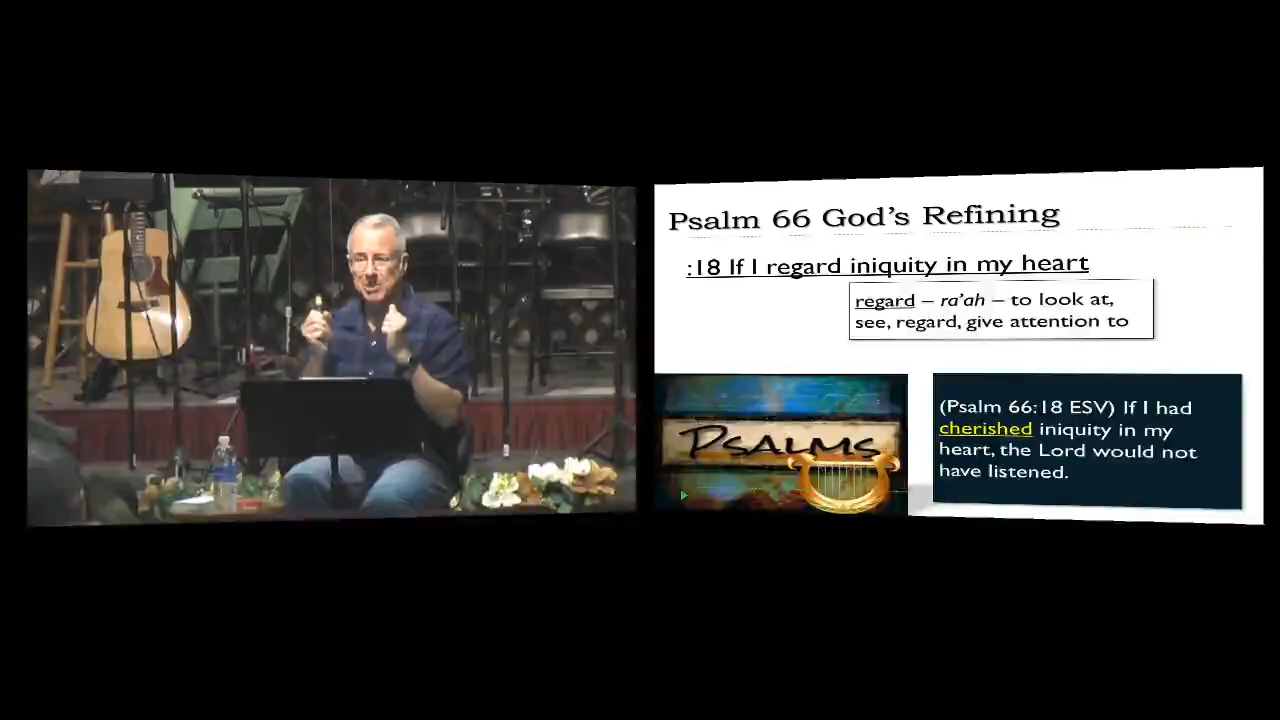 Psalm 66 God's Refining
:18 If I regard iniquity in my heart
regard – ra'ah – to look at,
see, regard, give attention to
PSALMS
(Psalm 66:18 ESV) If I had
cherished iniquity in my
heart, the Lord would not
have listened.